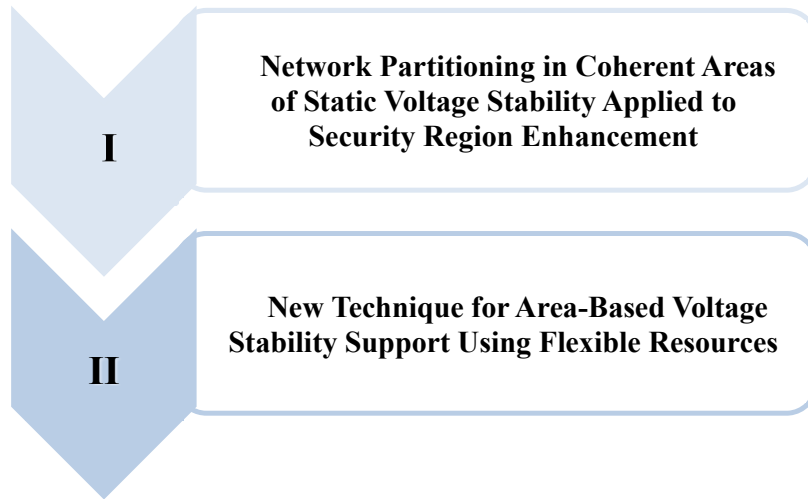 I
Network Partitioning in Coherent Areas
of Static Voltage Stability Applied to
Security Region Enhancement
II
New Technique for Area-Based Voltage
Stability Support Using Flexible Resources